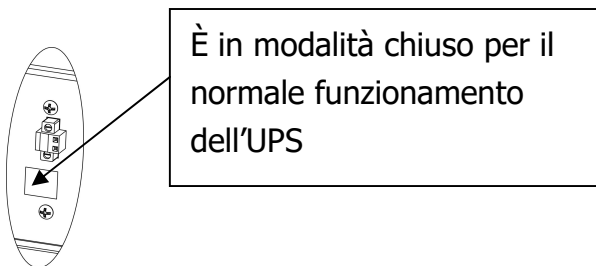 È in modalità chiuso per il
normale funzionamento
dell'UPS